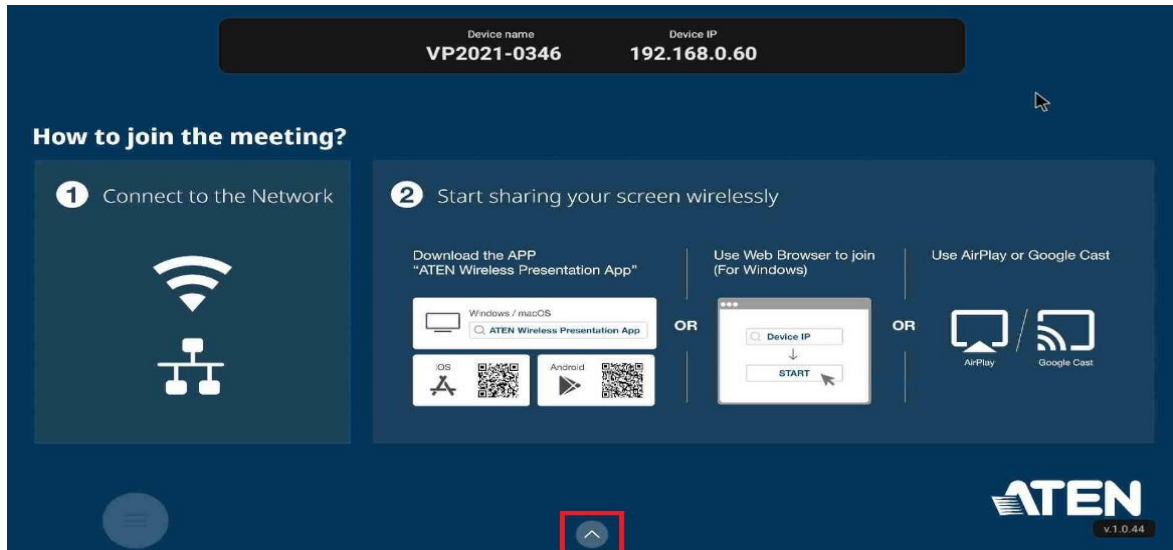 Device name
VP2021-0346
Device IP
192.168.0.60
How to join the meeting?
1 Connect to the Network
2 Start sharing your screen wirelessly
Download the APP
“ATEN Wireless Presentation App”
Windows / macOS
ATEN Wireless Presentation App
iOS
Android
OR
Use Web Browser to join
(For Windows)
Device IP
START
OR
Use AirPlay or Google Cast
AirPlay
Google Cast
ATEN
v.1.0.44